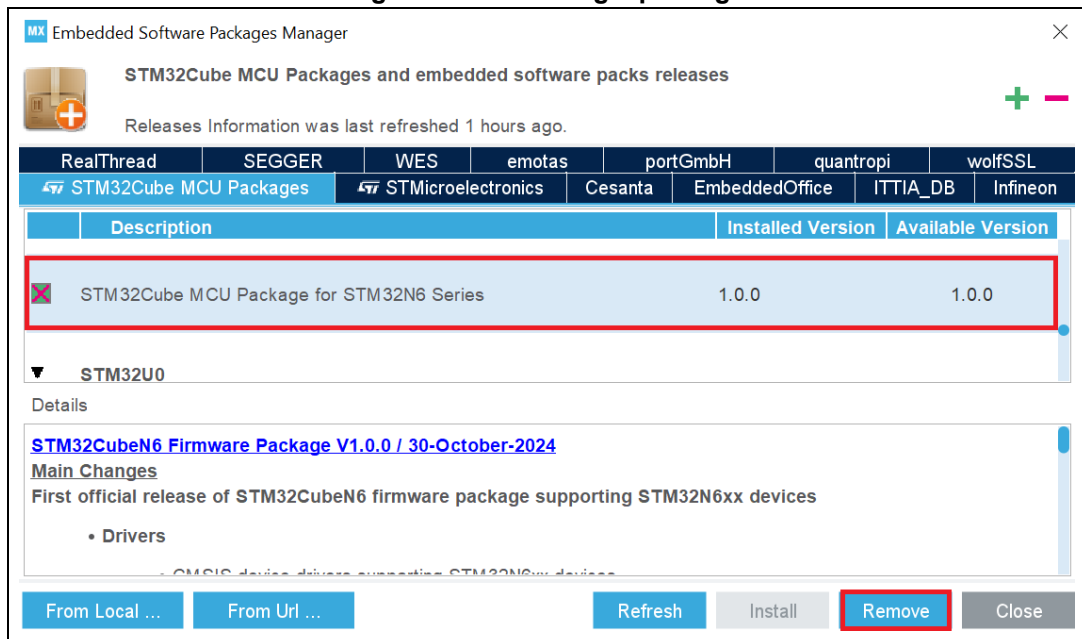 MX Embedded Software Packages Manager
STM32Cube MCU Packages and embedded software packs releases
Releases Information was last refreshed 1 hours ago.
RealThread SEGGER WES emotas portGmbH quantropi wolfSSL
STM32Cube MCU Packages STMicroelectronics Cesanta EmbeddedOffice ITTIA_DB Infineon
Description Installed Version Available Version
STM32Cube MCU Package for STM32N6 Series 1.0.0 1.0.0
STM32U0
Details
STM32CubeN6 Firmware Package V1.0.0 / 30-October-2024
Main Changes
First official release of STM32CubeN6 firmware package supporting STM32N6xx devices
• Drivers
From Local ... From Url ... Refresh Install Remove Close